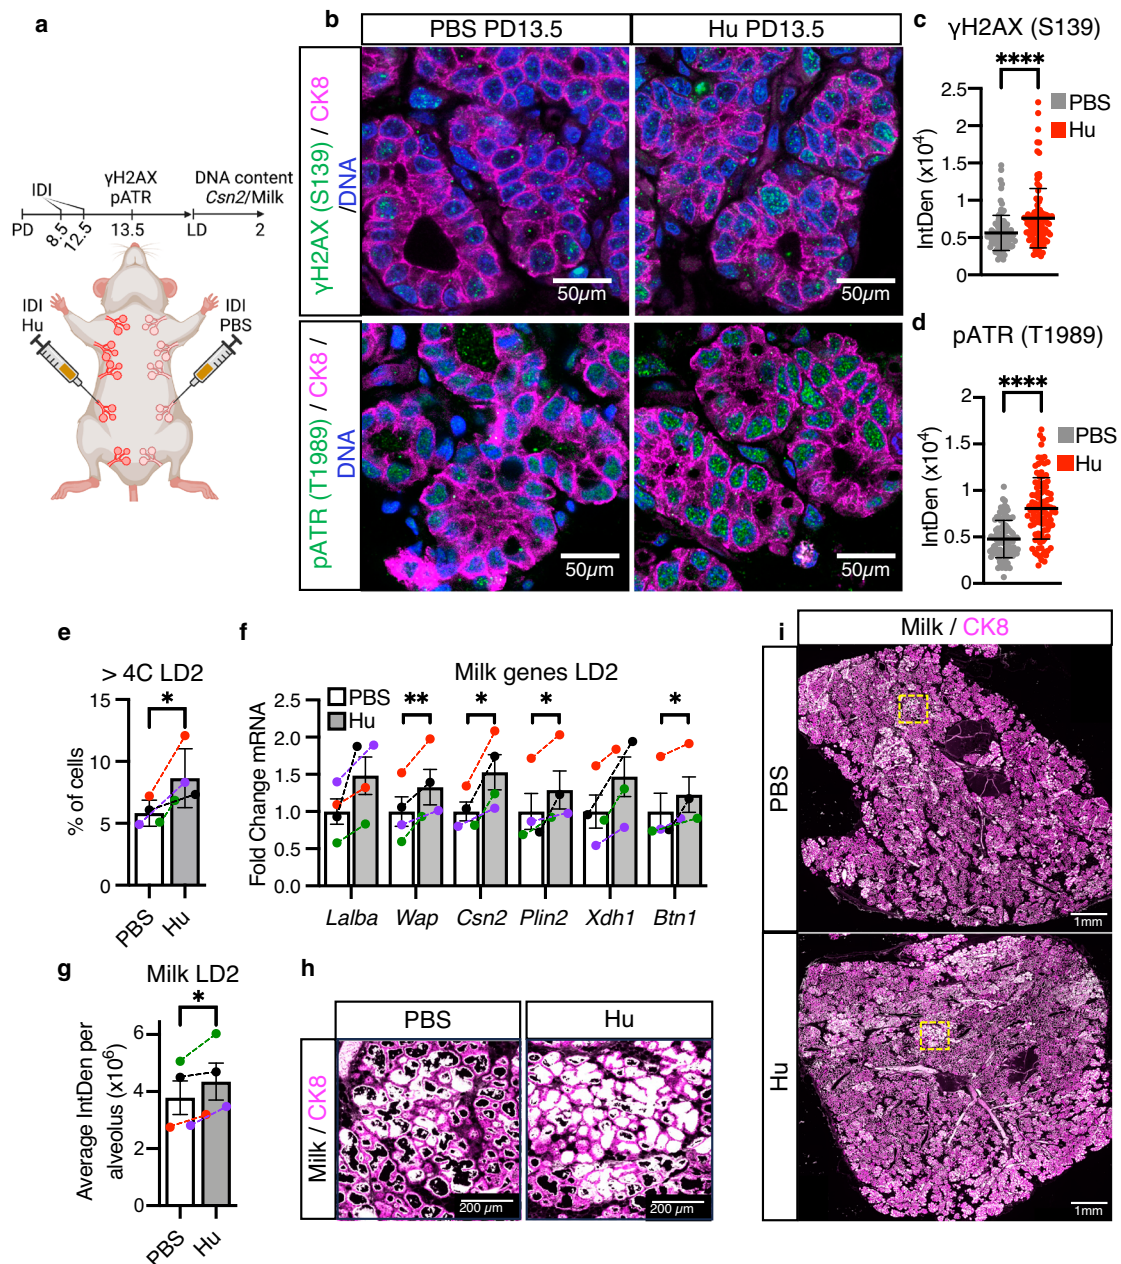 a
IDI
γH2AX
pATR
DNA content
Csn2/Milk
PD
8.5
12.5
13.5
LD
2
IDI
Hu
IDI
PBS
b
PBS PD13.5
Hu PD13.5
γH2AX (S139) / CK8
/DNA
50µm
50µm
pATR (T1989) / CK8 /
DNA
50µm
50µm
c
γH2AX (S139)
****
PBS
Hu
IntDen (x10⁴)
2.5
2
1.5
1
0.5
0
d
pATR (T1989)
****
PBS
Hu
IntDen (x10⁴)
2
1.5
1
0.5
0
e
> 4C LD2
*
% of cells
15
10
5
0
PBS
Hu
f
Milk genes LD2
PBS
Hu
** * * *
Fold Change mRNA
2.5
2.0
1.5
1.0
0.5
0.0
Lalba Wap Csn2 Plin2 Xdh1 Btn1
g
Milk LD2
*
Average IntDen per
alveolus (x10⁶)
6
4
2
0
PBS
Hu
h
PBS
Hu
Milk / CK8
200 µm
200 µm
i
Milk / CK8
PBS
1mm
Hu
1mm